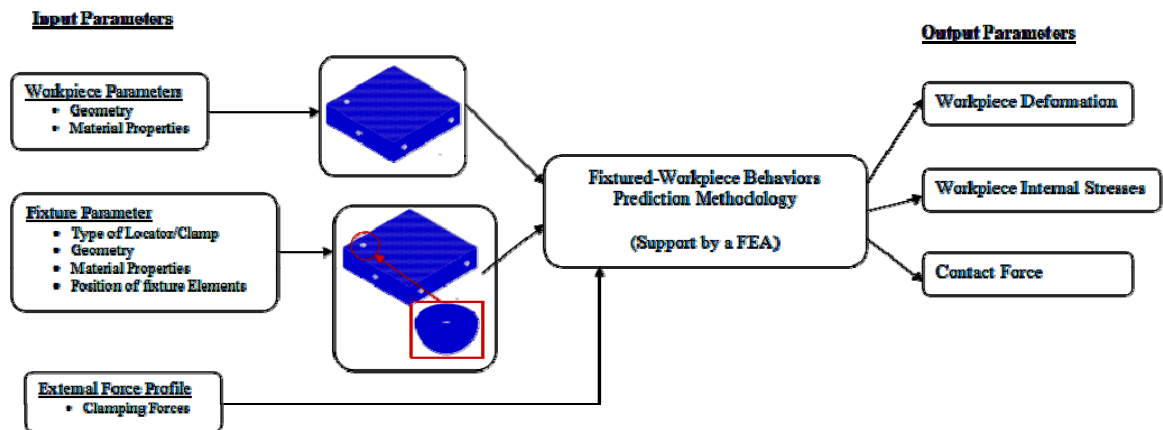 Input Parameters
Workpiece Parameters
• Geometry
• Material Properties
Fixture Parameter
• Type of Locator/Clamp
• Geometry
• Material Properties
• Position of fixture Elements
External Force Profile
• Clamping Forces
Fixtured-Workpiece Behaviors
Prediction Methodology
(Support by a FEA)
Output Parameters
Workpiece Deformation
Workpiece Internal Stresses
Contact Force